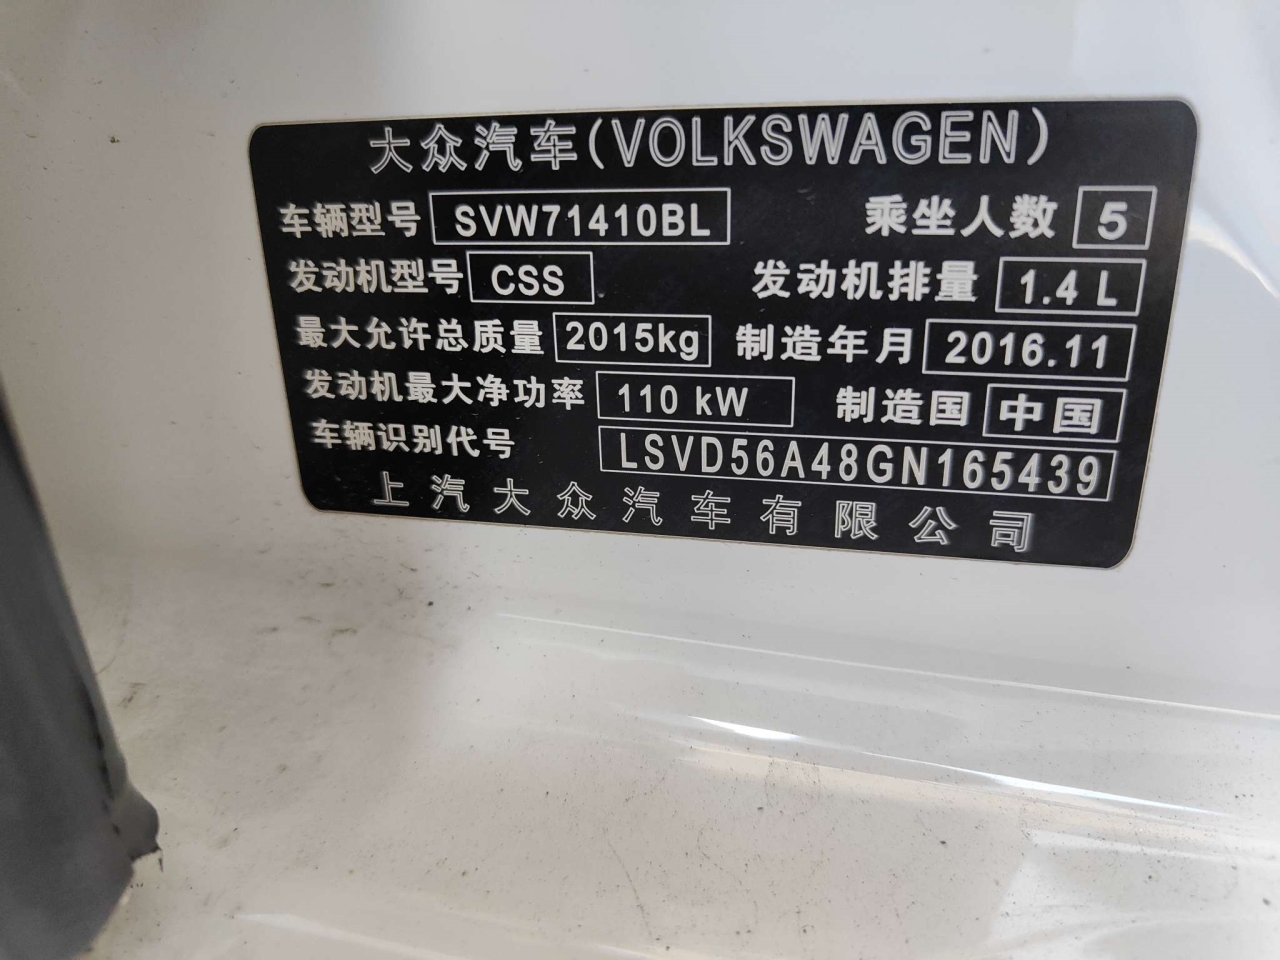 大众汽车(VOLKSWAGEN)
车辆型号 SVW71410BL 乘坐人数 5
发动机型号 CSS 发动机排量 1.4 L
最大允许总质量 2015kg 制造年月 2016.11
发动机最大净功率 110 kW 制造国 中国
车辆识别代号 LSVD56A48GN165439
上汽大众汽车有限公司